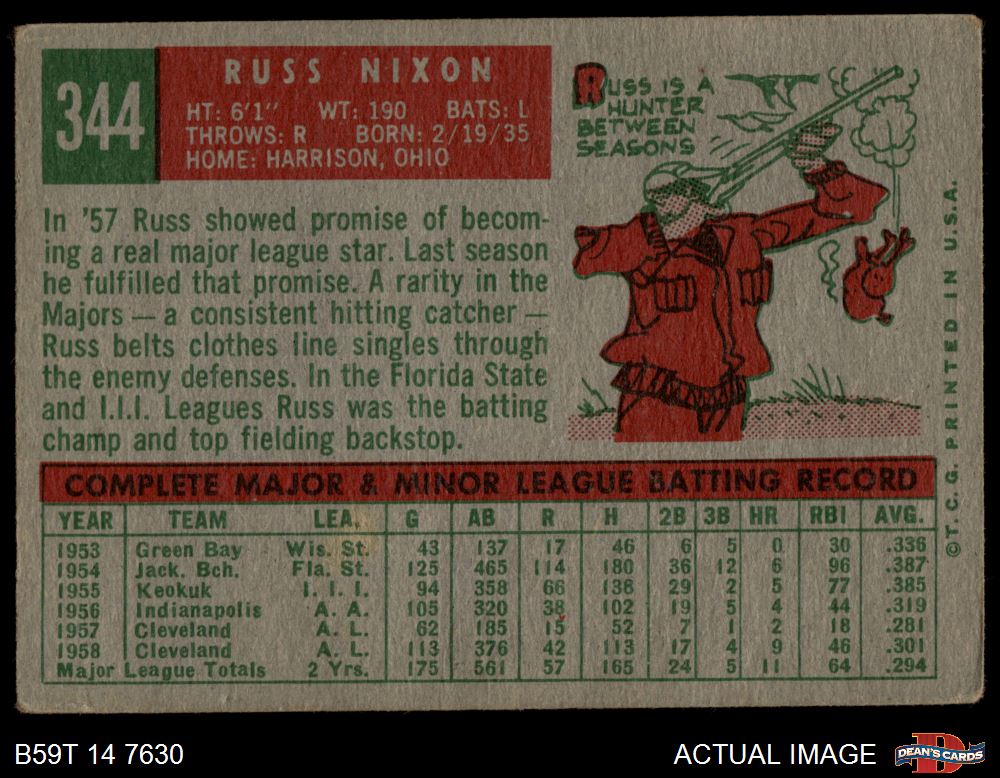 344
RUSS NIXON
HT: 6'1" WT: 190 BATS: L
THROWS: R BORN: 2/19/35
HOME: HARRISON, OHIO
RUSS IS A
HUNTER
BETWEEN
SEASONS
In '57 Russ showed promise of becom-
ing a real major league star. Last season
he fulfilled that promise. A rarity in the
Majors — a consistent hitting catcher —
Russ belts clothes line singles through
the enemy defenses. In the Florida State
and I.I.I. Leagues Russ was the batting
champ and top fielding backstop.
©T.C.G. PRINTED IN U.S.A.
COMPLETE MAJOR & MINOR LEAGUE BATTING RECORD
YEAR TEAM LEA. G AB R H 2B 3B HR RBI AVG.
1953 Green Bay Wis. St. 43 137 17 46 6 5 0 30 .336
1954 Jack. Bch. Fla. St. 125 465 114 180 36 12 6 96 .387
1955 Keokuk I. I. I. 94 358 66 138 29 2 5 77 .385
1956 Indianapolis A. A. 105 320 38 102 19 5 4 44 .319
1957 Cleveland A. L. 62 185 15 52 7 1 2 18 .281
1958 Cleveland A. L. 113 376 42 113 17 4 9 46 .301
Major League Totals 2 Yrs. 175 561 57 165 24 5 11 64 .294
B59T 14 7630
ACTUAL IMAGE
D
DEAN'S CARDS